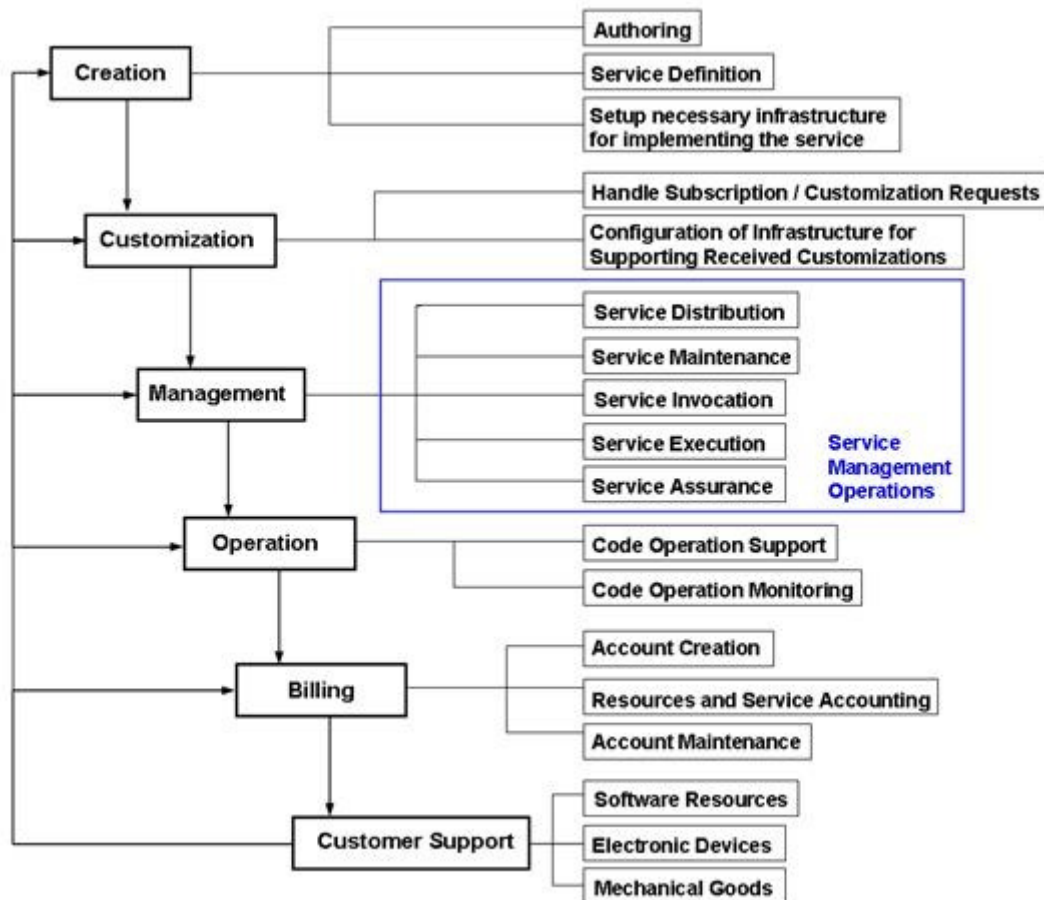 Authoring
Creation
Service Definition
Setup necessary infrastructure
for implementing the service
Handle Subscription / Customization Requests
Customization
Configuration of Infrastructure for
Supporting Received Customizations
Service Distribution
Service Maintenance
Management
Service Invocation
Service Execution
Service Assurance
Service
Management
Operations
Operation
Code Operation Support
Code Operation Monitoring
Account Creation
Billing
Resources and Service Accounting
Account Maintenance
Software Resources
Customer Support
Electronic Devices
Mechanical Goods